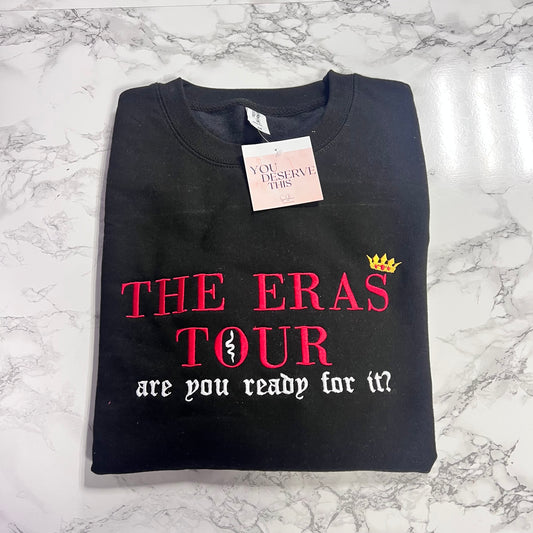 YOU
DESERVE
THIS
THE ERAS
TOUR
are you ready for it?